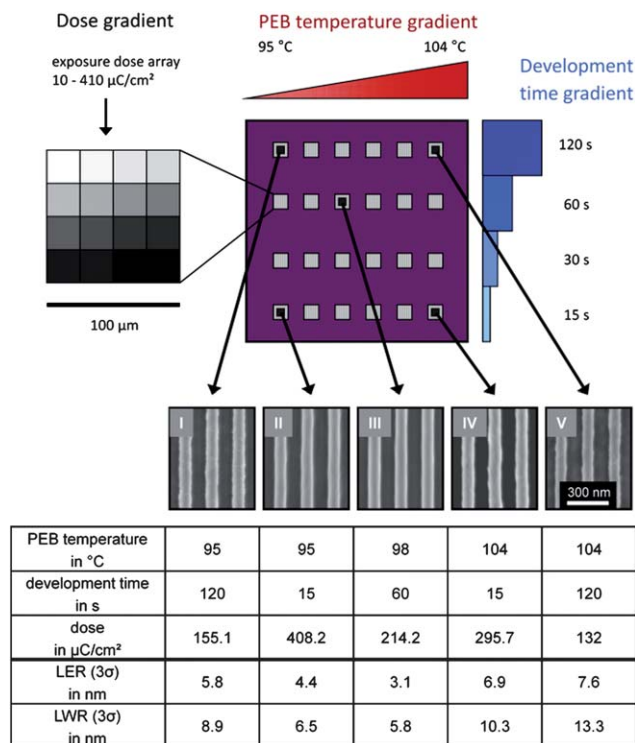 Dose gradient
PEB temperature gradient
95 °C
104 °C
exposure dose array
10 - 410 µC/cm²
Development
time gradient
120 s
60 s
30 s
15 s
100 µm
I
II
III
IV
V
300 nm
PEB temperature
in °C
95
95
98
104
104
development time
in s
120
15
60
15
120
dose
in µC/cm²
155.1
408.2
214.2
295.7
132
LER (3σ)
in nm
5.8
4.4
3.1
6.9
7.6
LWR (3σ)
in nm
8.9
6.5
5.8
10.3
13.3